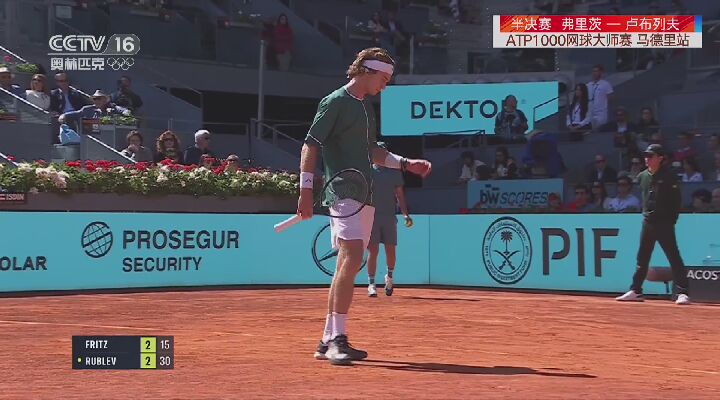 CCTV 16
奥林匹克
半决赛 弗里茨 — 卢布列夫
ATP1000网球大师赛 马德里站
DEKTON
bwin SCORES
OLAR
PROSEGUR
SECURITY
PIF
ACOST
FRITZ 2 15
RUBLEV 2 30